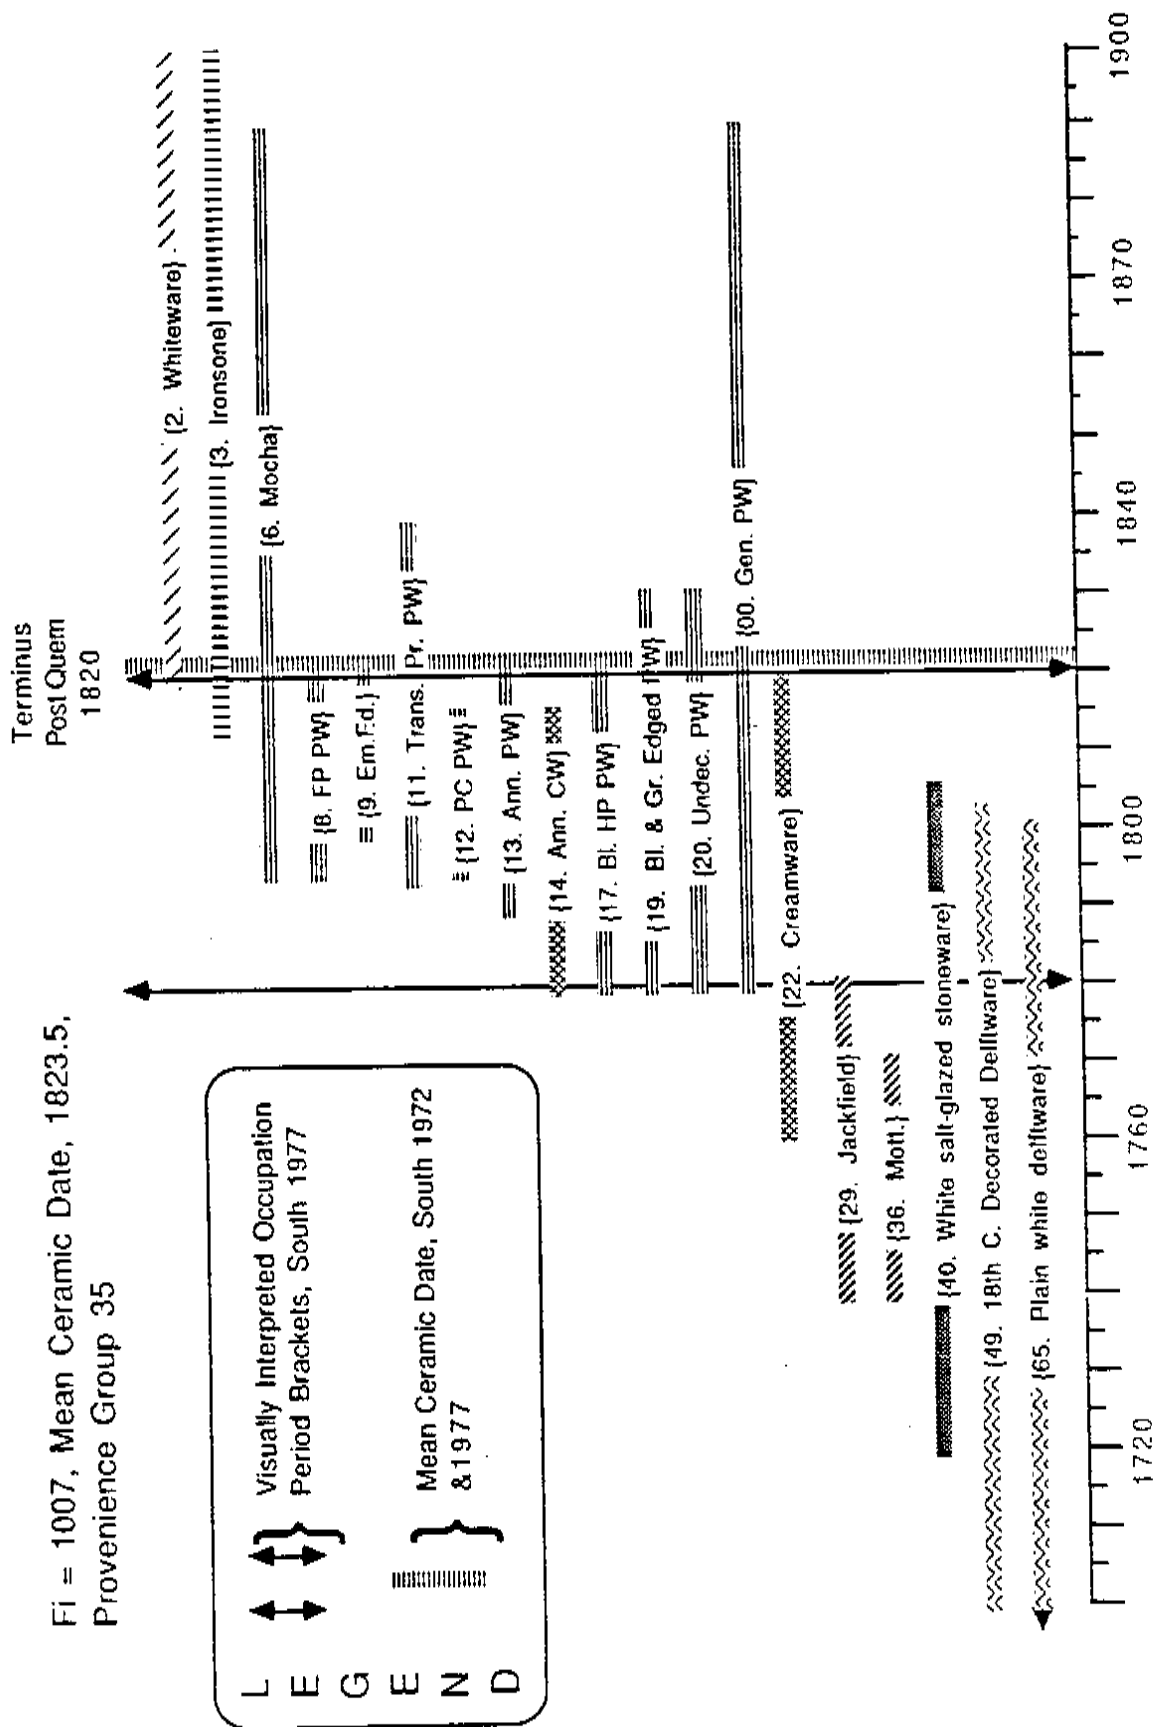 Fi = 1007, Mean Ceramic Date, 1823.5,
Provenience Group 35
Terminus
Post Quem
1820
L
E
G
E
N
D
Visually Interpreted Occupation
Period Brackets, South 1977
Mean Ceramic Date, South 1972
&1977
{2. Whiteware}
{3. Ironsone}
{6. Mocha}
{8. FP PW}
{9. Em.Ed.}
{11. Trans. Pr. PW}
{12. PC PW}
{13. Ann. PW}
{14. Ann. CW}
{17. Bl. HP PW}
{19. Bl. & Gr. Edged PW}
{20. Undec. PW}
{00. Gen. PW}
{22. Creamware}
{29. Jackfield}
{36. Mott.}
{40. White salt-glazed stoneware}
{49. 18th C. Decorated Delftware}
{65. Plain white delftware}
1720
1760
1800
1840
1870
1900